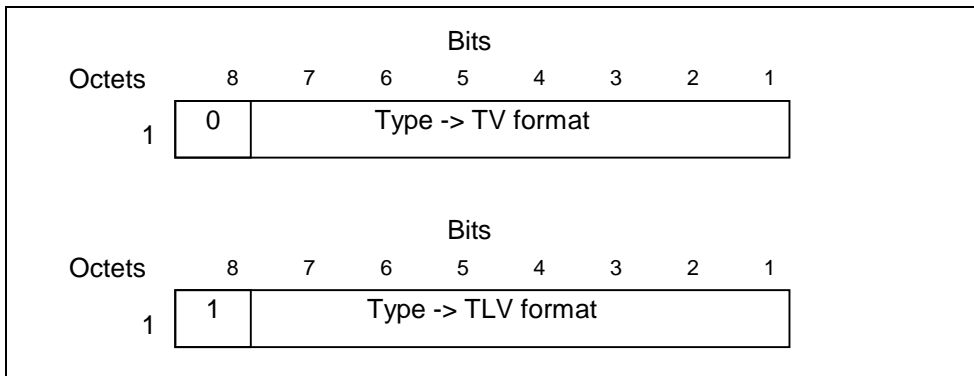 Bits
Octets 8 7 6 5 4 3 2 1
1 0 Type -> TV format
Bits
Octets 8 7 6 5 4 3 2 1
1 1 Type -> TLV format